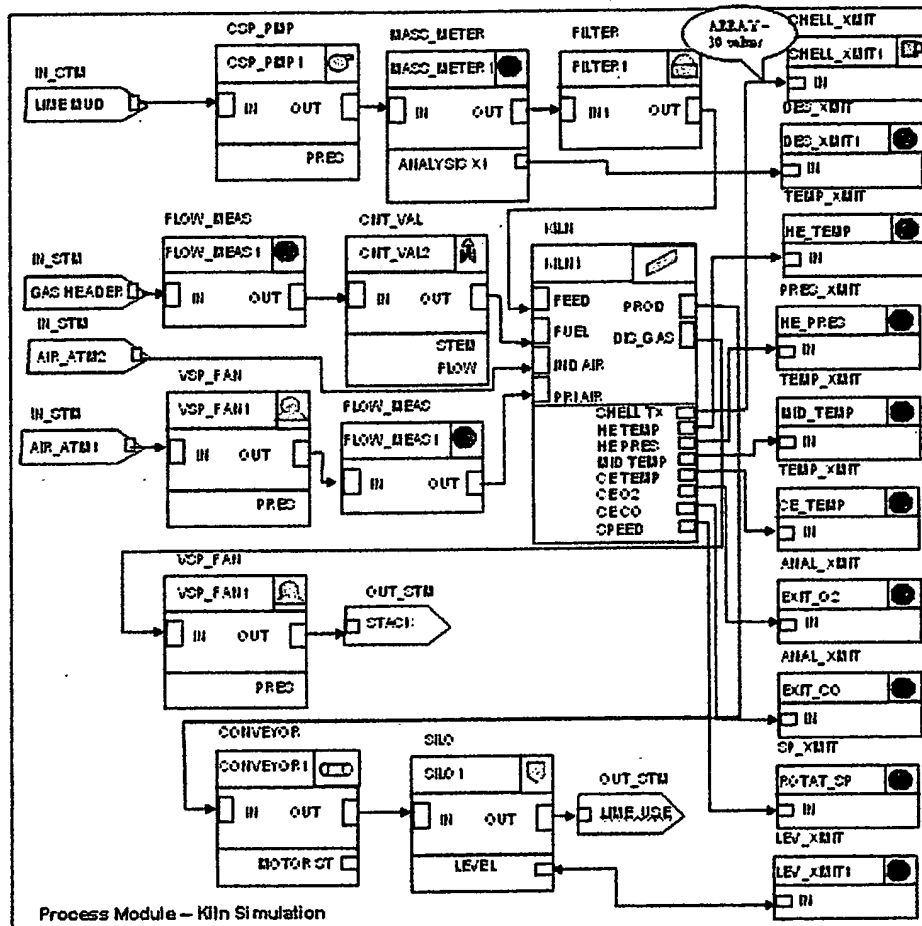 CSP_PMP
CSP_PMP1
IN OUT
PRES
MASS_METER
MASS_METER1
IN OUT
ANALYSIS X1
FILTER
FILTER1
IN1 OUT
ARRAY -
30 values
SHELL_XMIT
SHELL_XMIT1
IN
DES_XMIT
DES_XMIT1
IN
IN_STM
LIME MUD
FLOW_MEAS
FLOW_MEAS1
IN OUT
CNT_VAL
CNT_VAL2
IN OUT
STEM
FLOW
IN_STM
GAS HEADER
IN_STM
AIR_ATM2
KILN
KILN1
FEED PROD
FUEL DIS_GAS
IND AIR
PRI AIR
SHELL TX
HE TEMP
HE PRES
MID TEMP
CE TEMP
CE O2
CE CO
SPEED
TEMP_XMIT
HE_TEMP
IN
PRES_XMIT
HE_PRES
IN
TEMP_XMIT
MID_TEMP
IN
TEMP_XMIT
CE_TEMP
IN
IN_STM
AIR_ATM1
VSP_FAN
VSP_FAN1
IN OUT
PRES
FLOW_MEAS
FLOW_MEAS1
IN OUT
VSP_FAN
VSP_FAN1
IN OUT
PRES
OUT_STM
STACK
ANAL_XMIT
EXIT_O2
IN
ANAL_XMIT
EXIT_CO
IN
CONVEYOR
CONVEYOR1
IN OUT
MOTOR ST
SILO
SILO1
IN OUT
LEVEL
OUT_STM
LIME_USE
SP_XMIT
ROTAT_SP
IN
LEV_XMIT
LEV_XMIT1
IN
Process Module – Kiln Simulation